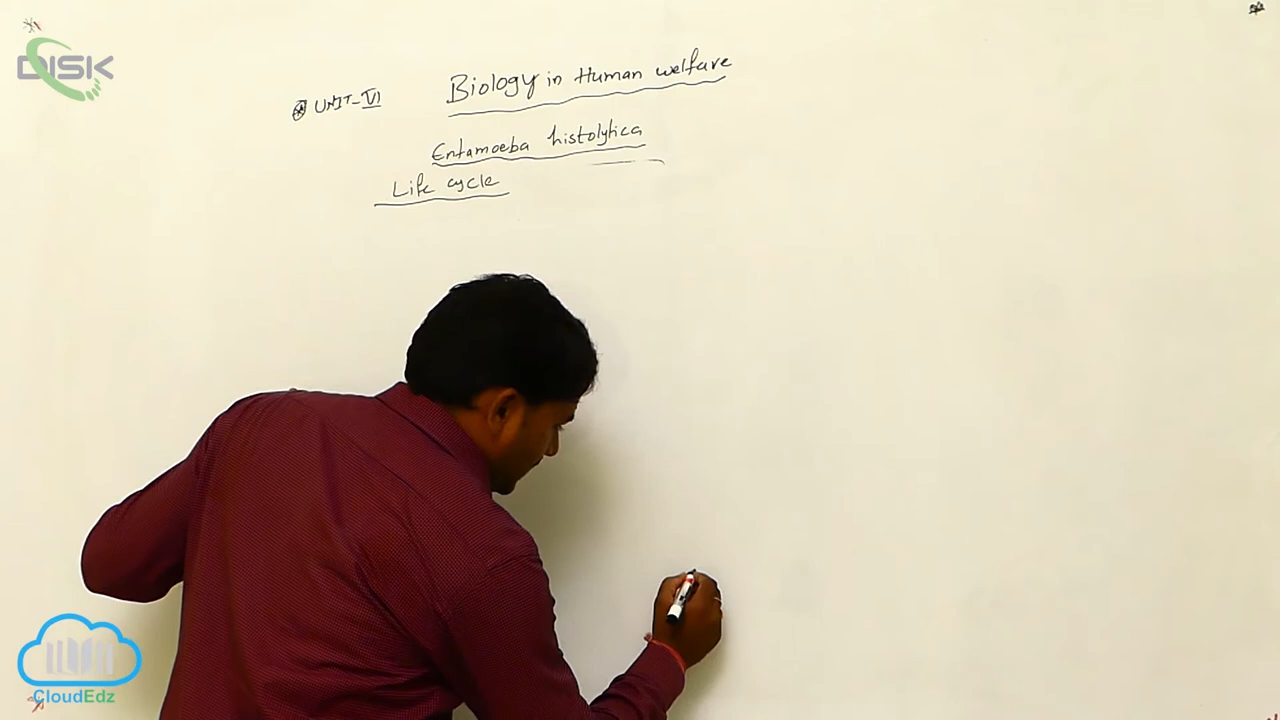 DISK
UNIT-VI
Biology in Human welfare
Entamoeba histolytica
Life cycle
CloudEdz